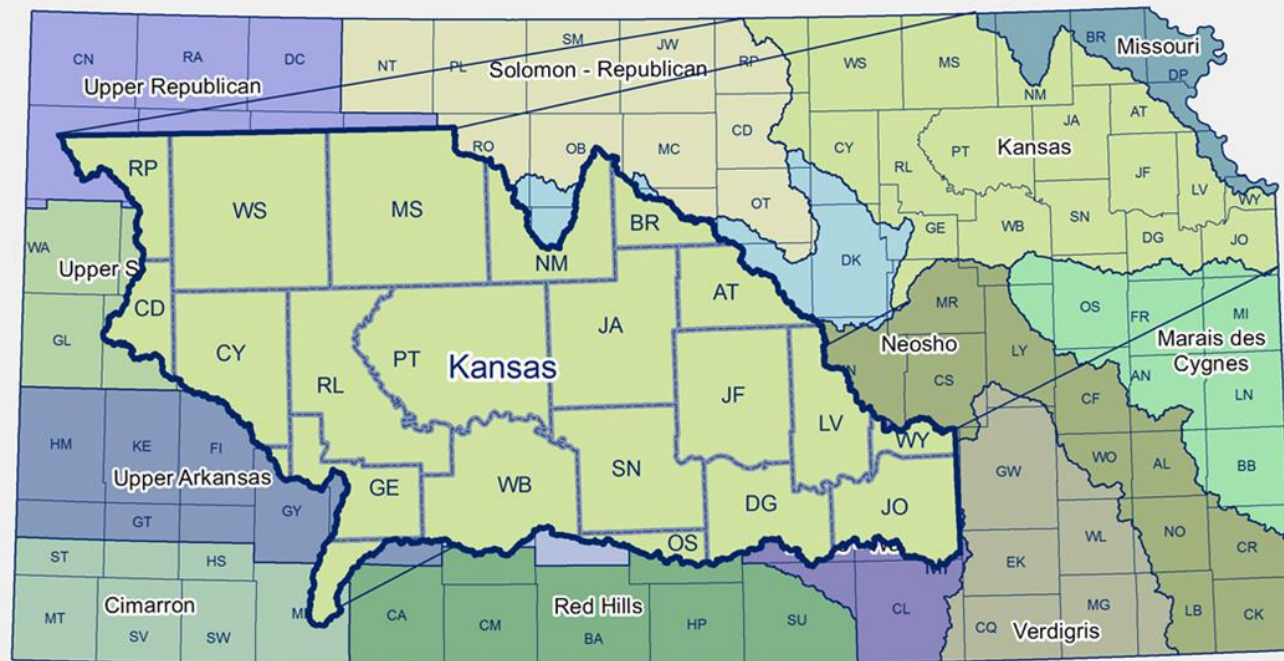 CN
RA
DC
Upper Republican
NT
PL
SM
JW
RP
Solomon - Republican
WS
MS
NM
BR
Missouri
DP
RO
OB
MC
CD
CY
RL
PT
Kansas
JA
AT
JF
LV
WY
OT
DK
GE
WB
SN
DG
JO
RP
WS
MS
NM
BR
CD
CY
RL
PT
Kansas
JA
AT
JF
LV
WY
GE
WB
SN
DG
JO
OS
WA
Upper S
GL
HM
KE
FI
Upper Arkansas
GT
GY
ST
HS
MT
SV
SW
Cimarron
CA
CM
BA
HP
SU
Red Hills
CL
MR
Neosho
CS
LY
OS
FR
MI
Marais des
Cygnes
AN
LN
CF
WO
AL
BB
GW
WL
NO
CR
EK
MG
LB
CK
CQ
Verdigris